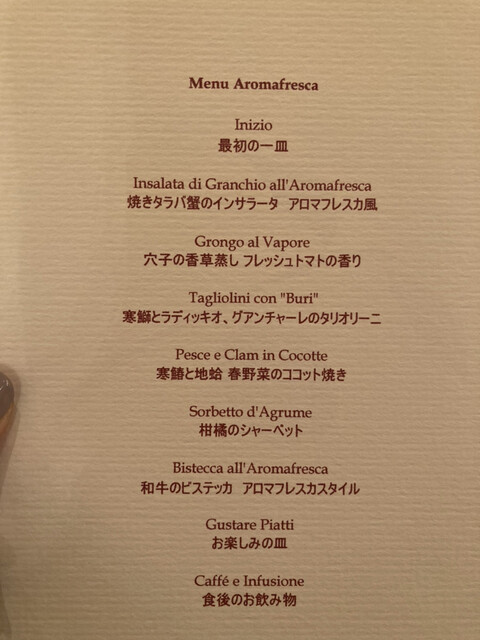 Menu Aromafresca
Inizio
最初の一皿
Insalata di Granchio all'Aromafresca
焼きタラバ蟹のインサラータ アロマフレスカ風
Grongo al Vapore
穴子の香草蒸し フレッシュトマトの香り
Tagliolini con "Buri"
寒鰤とラディッキオ、グアンチャーレのタリオリーニ
Pesce e Clam in Cocotte
寒鰆と地蛤 春野菜のココット焼き
Sorbetto d'Agrume
柑橘のシャーベット
Bistecca all'Aromafresca
和牛のビステッカ アロマフレスカスタイル
Gustare Piatti
お楽しみの皿
Caffé e Infusione
食後のお飲み物